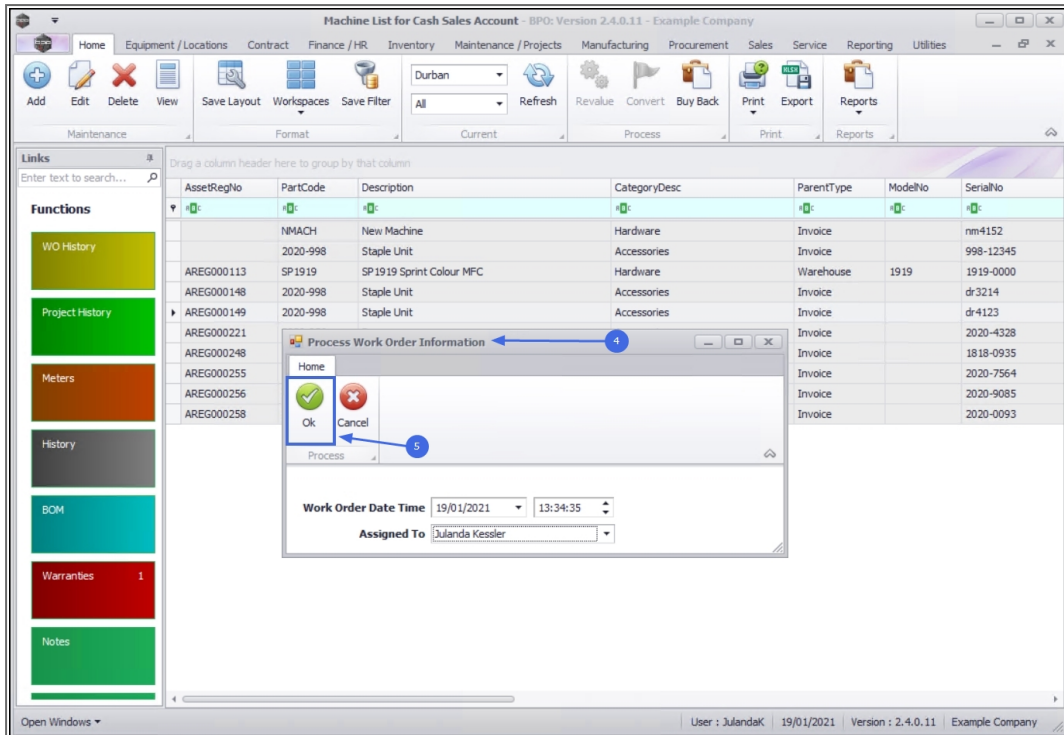 Machine List for Cash Sales Account - BPO: Version 2.4.0.11 - Example Company
Home Equipment / Locations Contract Finance / HR Inventory Maintenance / Projects Manufacturing Procurement Sales Service Reporting Utilities
Add Edit Delete View Save Layout Workspaces Save Filter Durban All Refresh Revalue Convert Buy Back Print Export Reports
Maintenance Format Current Process Print Reports
Links
Enter text to search...
Functions
WO History
Project History
Meters
History
BOM
Warranties 1
Notes
Drag a column header here to group by that column
AssetRegNo PartCode Description CategoryDesc ParentType ModelNo SerialNo
NMACH New Machine Hardware Invoice nm4152
2020-998 Staple Unit Accessories Invoice 998-12345
AREG000113 SP1919 SP1919 Sprint Colour MFC Hardware Warehouse 1919 1919-0000
AREG000148 2020-998 Staple Unit Accessories Invoice dr3214
AREG000149 2020-998 Staple Unit Accessories Invoice dr4123
AREG000221 Invoice 2020-4328
AREG000248 Invoice 1818-0935
AREG000255 Invoice 2020-7564
AREG000256 Invoice 2020-9085
AREG000258 Invoice 2020-0093
Process Work Order Information 4
Home
Ok Cancel
5
Process
Work Order Date Time 19/01/2021 13:34:35
Assigned To Julanda Kessler
Open Windows User : JulandaK 19/01/2021 Version : 2.4.0.11 Example Company